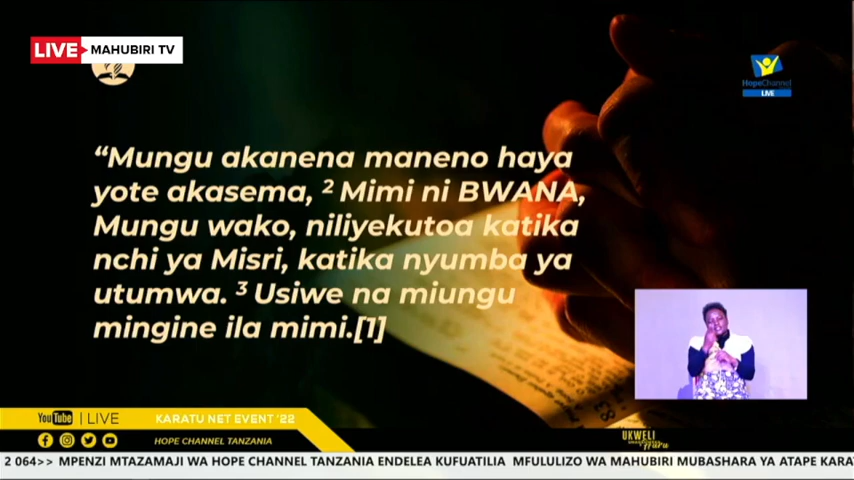 LIVE MAHUBIRI TV
HopeChannel
LIVE
“Mungu akanena maneno haya
yote akasema, ² Mimi ni BWANA,
Mungu wako, niliyekutoa katika
nchi ya Misri, katika nyumba ya
utumwa. ³ Usiwe na miungu
mingine ila mimi.[1]
YouTube | LIVE KARATU NET EVENT '22
HOPE CHANNEL TANZANIA
UKWELI
2 064>> MPENZI MTAZAMAJI WA HOPE CHANNEL TANZANIA ENDELEA KUFUATILIA MFULULIZO WA MAHUBIRI MUBASHARA YA ATAPE KARA